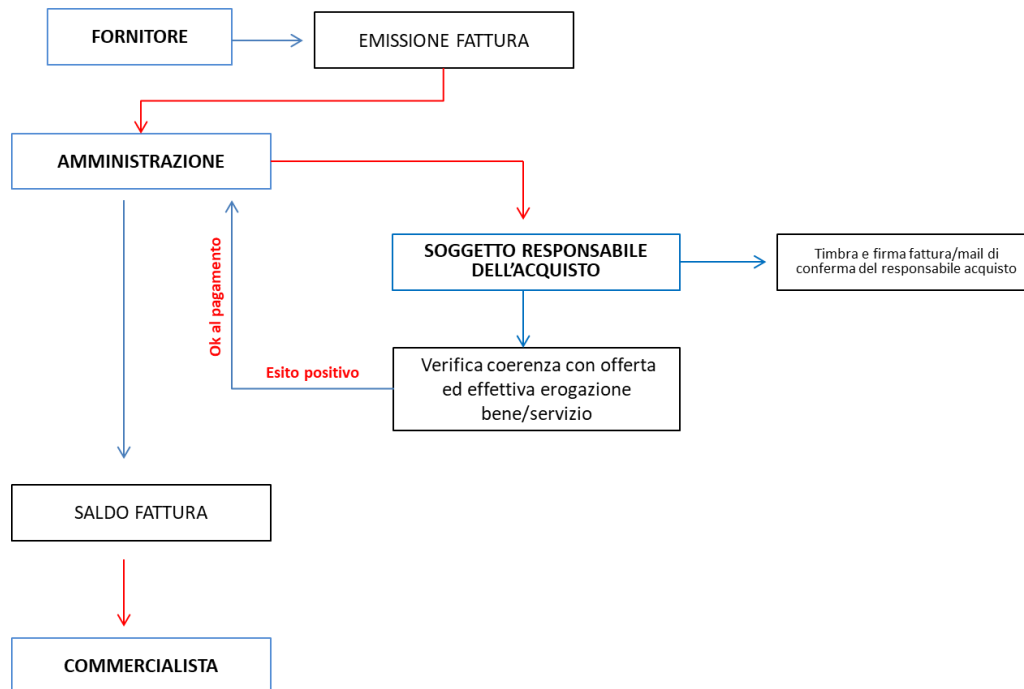 FORNITORE
EMISSIONE FATTURA
AMMINISTRAZIONE
SOGGETTO RESPONSABILE
DELL'ACQUISTO
Timbra e firma fattura/mail di
conferma del responsabile acquisto
Ok al pagamento
Esito positivo
Verifica coerenza con offerta
ed effettiva erogazione
bene/servizio
SALDO FATTURA
COMMERCIALISTA